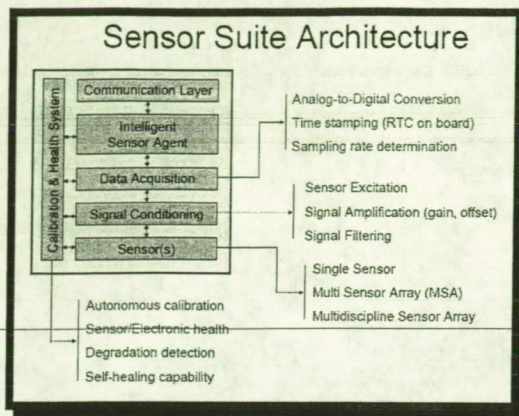 Sensor Suite Architecture
Calibration & Health System
Communication Layer
Intelligent
Sensor Agent
Data Acquisition
Signal Conditioning
Sensor(s)
Analog-to-Digital Conversion
Time stamping (RTC on board)
Sampling rate determination
Sensor Excitation
Signal Amplification (gain, offset)
Signal Filtering
Single Sensor
Multi Sensor Array (MSA)
Multidiscipline Sensor Array
Autonomous calibration
Sensor/Electronic health
Degradation detection
Self-healing capability